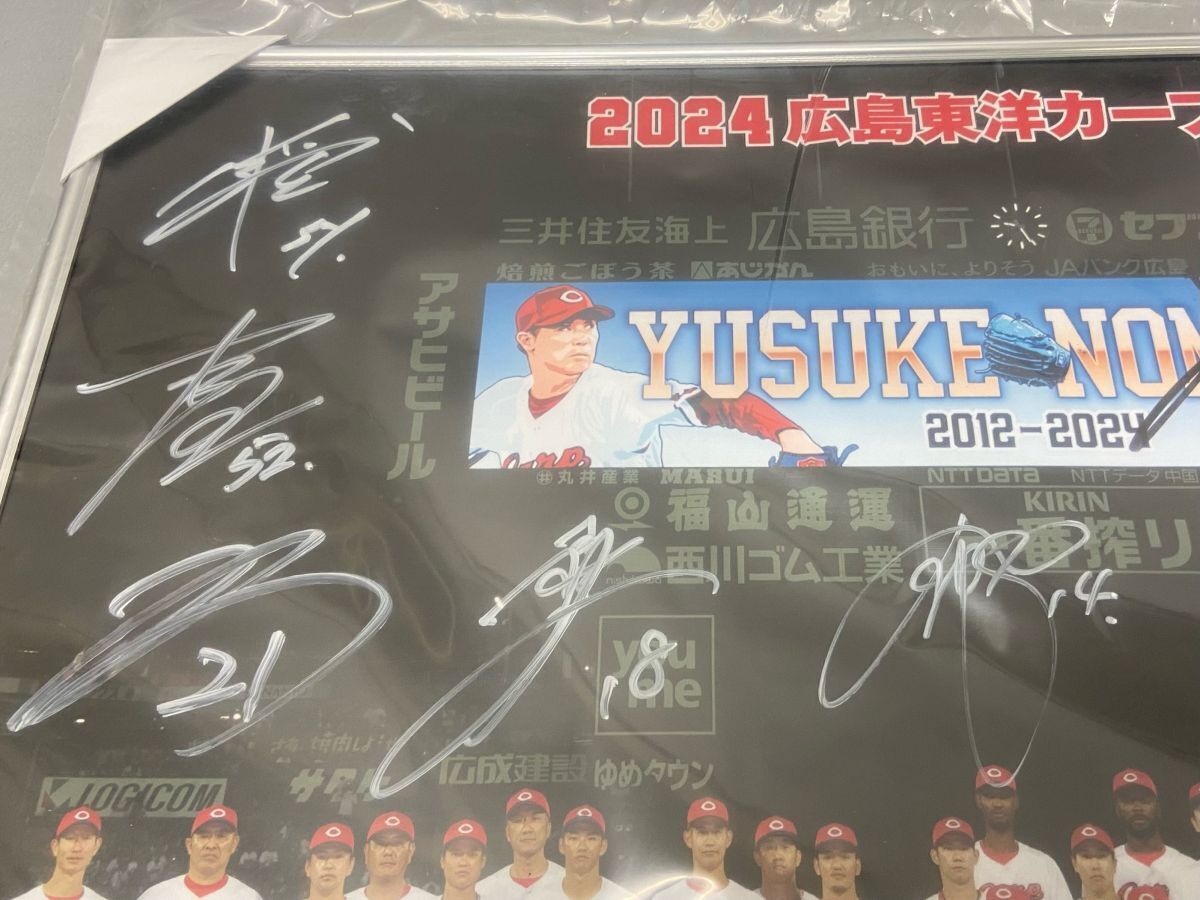 2024 広島東洋カープ
三井住友海上 広島銀行 セブ
焙煎ごぼう茶 あじかん おもいに、よりそう JAバンク広島
アサヒビール
YUSUKE NOM
2012-2024
丸井産業 MARUI NTT DATA NTTデータ中国
福山通運 KIRIN
西川ゴム工業 一番搾り
57.
52.
21
18
14.
you me
広成建設 ゆめタウン
LOGICOM